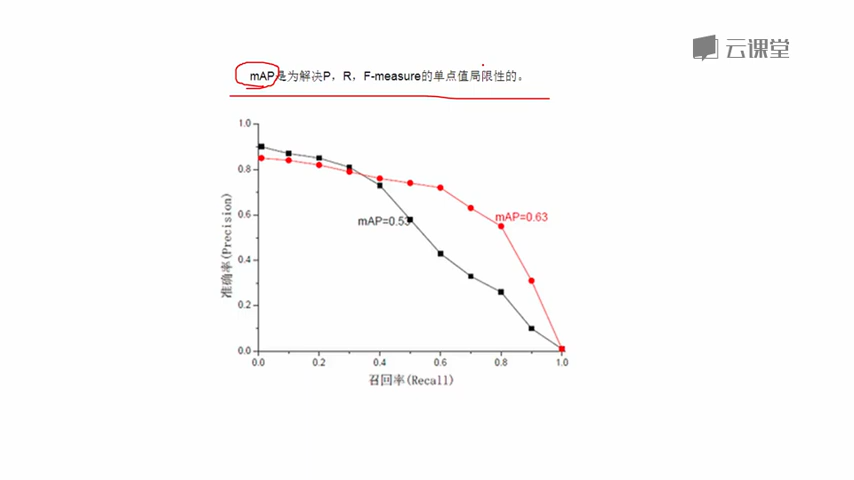 云课堂
mAP是为解决P，R，F-measure的单点值局限性的。
1.0
0.8
0.6
0.4
0.2
0.0
准确率(Precision)
mAP=0.53
mAP=0.63
0.0 0.2 0.4 0.6 0.8 1.0
召回率(Recall)